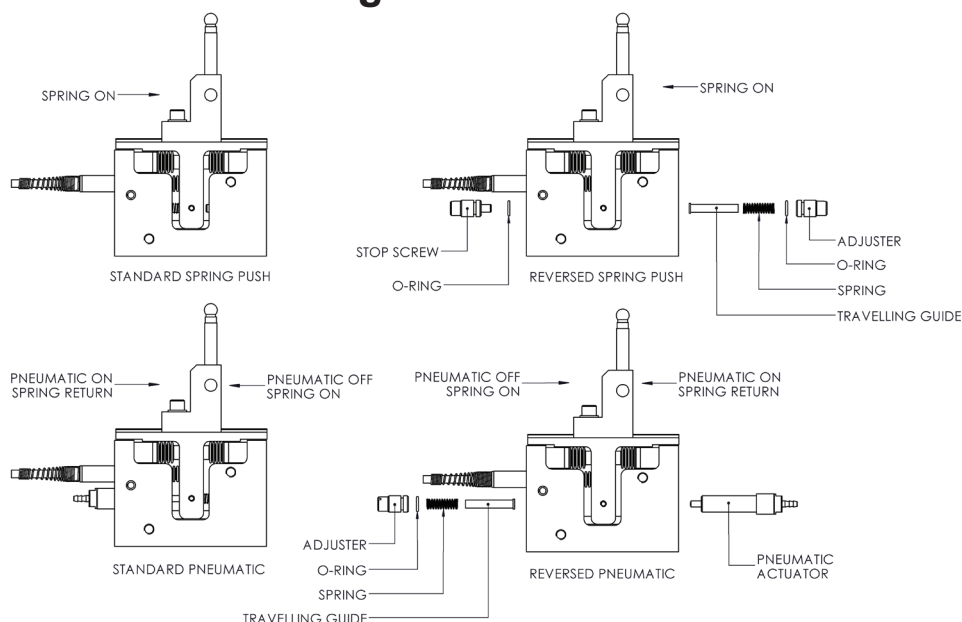 SPRING ON
STANDARD SPRING PUSH
SPRING ON
STOP SCREW
O-RING
REVERSED SPRING PUSH
ADJUSTER
O-RING
SPRING
TRAVELLING GUIDE
PNEUMATIC ON
SPRING RETURN
PNEUMATIC OFF
SPRING ON
STANDARD PNEUMATIC
PNEUMATIC OFF
SPRING ON
PNEUMATIC ON
SPRING RETURN
ADJUSTER
O-RING
SPRING
TRAVELLING GUIDE
REVERSED PNEUMATIC
PNEUMATIC
ACTUATOR